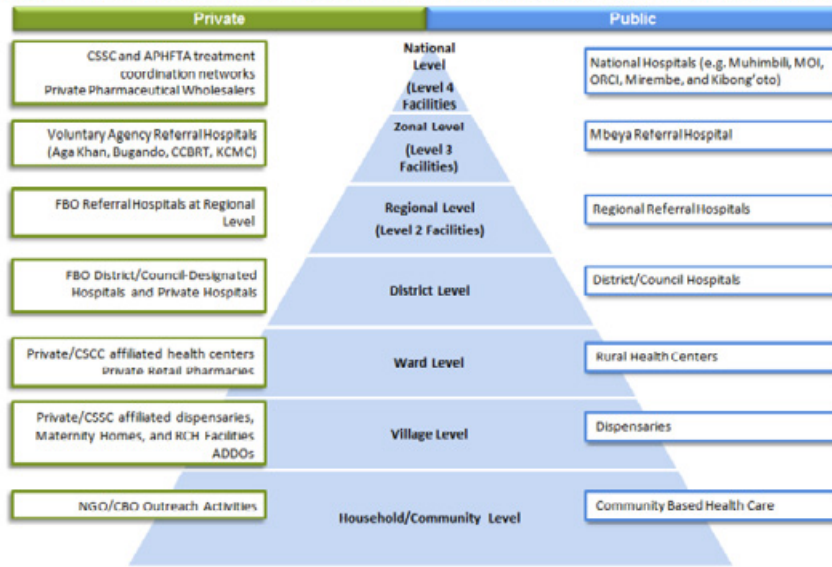 Private
Public
CSSC and APHFTA treatment
coordination networks
Private Pharmaceutical Wholesalers
National
Level
(Level 4
Facilities
National Hospitals (e.g. Muhimbili, MOI,
ORCI, Mirembe, and Kibong'oto)
Voluntary Agency Referral Hospitals
(Aga Khan, Bugando, CCBRT, KCMC)
Zonal Level
(Level 3
Facilities)
Mbeya Referral Hospital
FBO Referral Hospitals at Regional
Level
Regional Level
(Level 2 Facilities)
Regional Referral Hospitals
FBO District/Council-Designated
Hospitals and Private Hospitals
District Level
District/Council Hospitals
Private/CSCC affiliated health centers
Private Retail Pharmacies
Ward Level
Rural Health Centers
Private/CSSC affiliated dispensaries,
Maternity Homes, and RCH Facilities
ADDOs
Village Level
Dispensaries
NGO/CBO Outreach Activities
Household/Community Level
Community Based Health Care